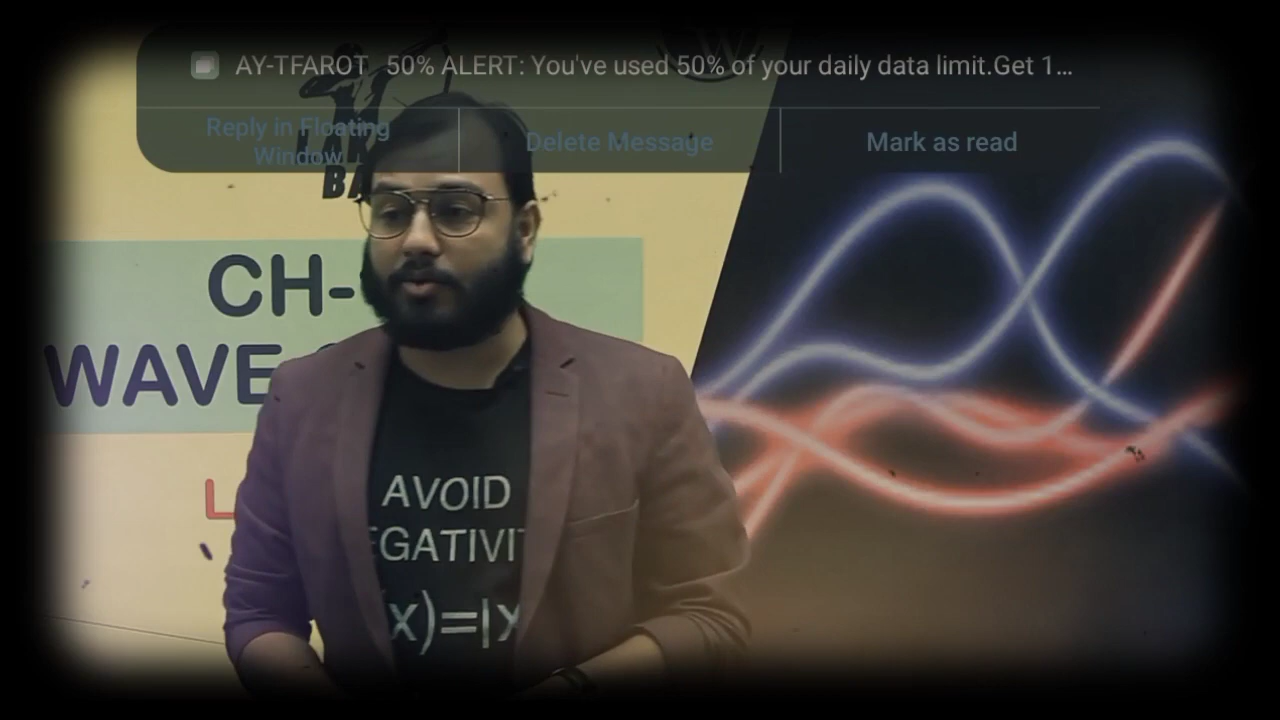 AY-TFAROT 50% ALERT: You've used 50% of your daily data limit.Get 1...
Reply in Floating
Window
Delete Message
Mark as read
W
BA
CH-
WAVE
L
AVOID
EGATIVIT
(x)=|x